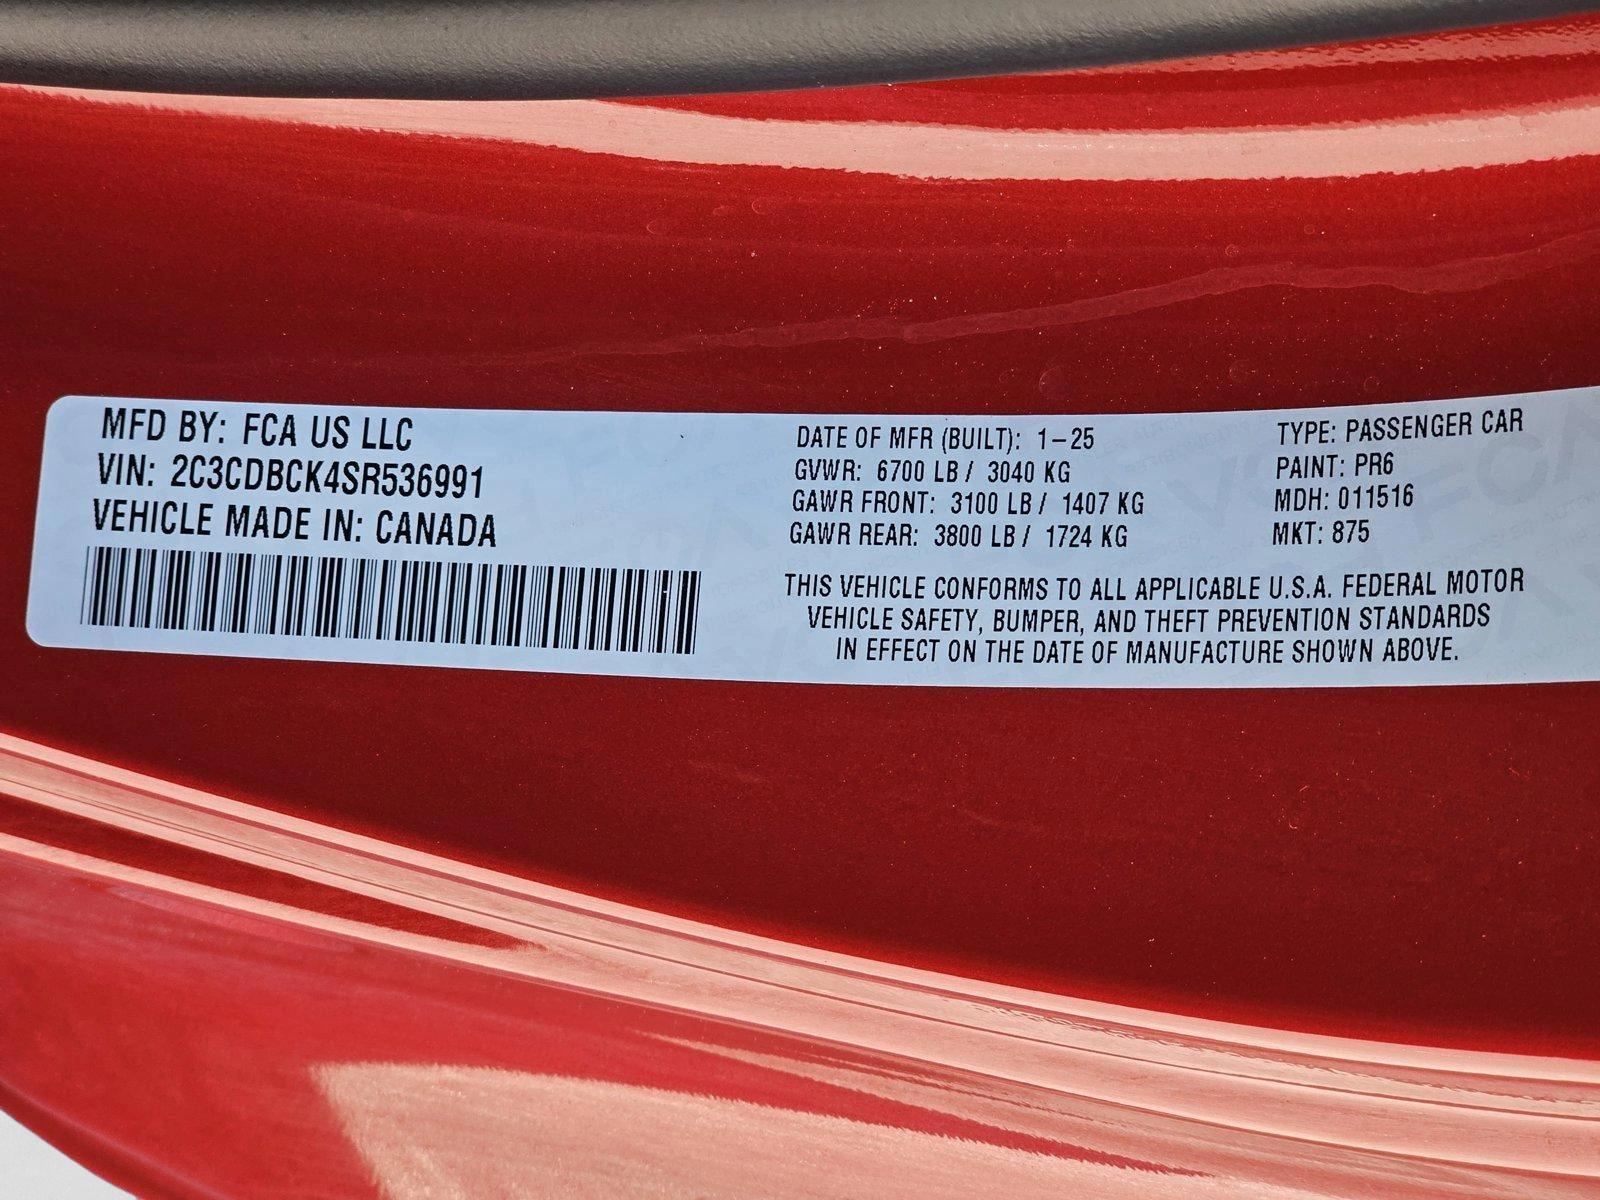 MFD BY: FCA US LLC
VIN: 2C3CDBCK4SR536991
VEHICLE MADE IN: CANADA
DATE OF MFR (BUILT): 1-25
GVWR: 6700 LB / 3040 KG
GAWR FRONT: 3100 LB / 1407 KG
GAWR REAR: 3800 LB / 1724 KG
TYPE: PASSENGER CAR
PAINT: PR6
MDH: 011516
MKT: 875
THIS VEHICLE CONFORMS TO ALL APPLICABLE U.S.A. FEDERAL MOTOR
VEHICLE SAFETY, BUMPER, AND THEFT PREVENTION STANDARDS
IN EFFECT ON THE DATE OF MANUFACTURE SHOWN ABOVE.